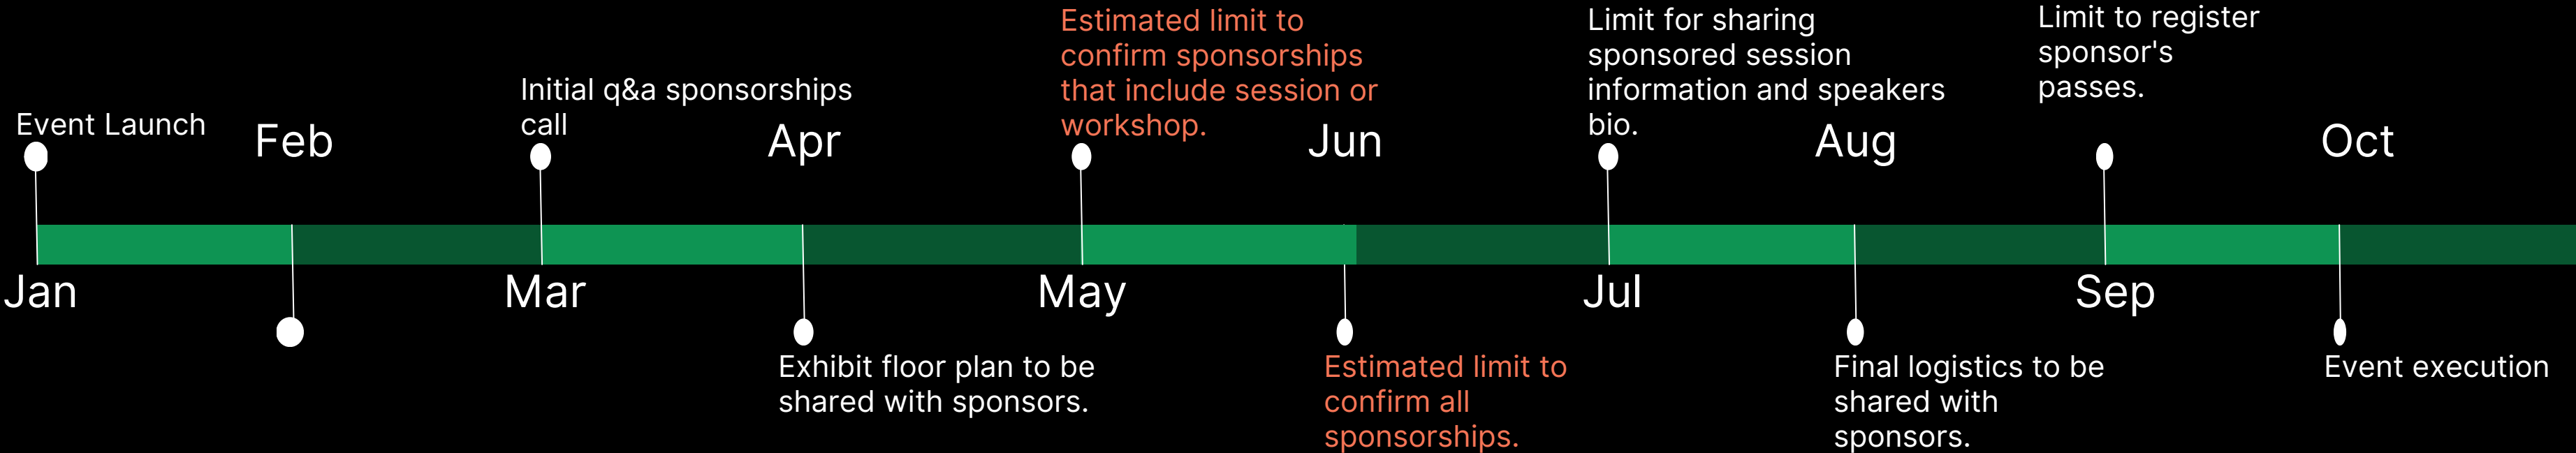 Event Launch
Jan
Feb
Initial q&a sponsorships
call
Mar
Apr
Exhibit floor plan to be
shared with sponsors.
Estimated limit to
confirm sponsorships
that include session or
workshop.
May
Jun
Estimated limit to
confirm all
sponsorships.
Limit for sharing
sponsored session
information and speakers
bio.
Jul
Aug
Final logistics to be
shared with
sponsors.
Limit to register
sponsor's
passes.
Sep
Oct
Event execution